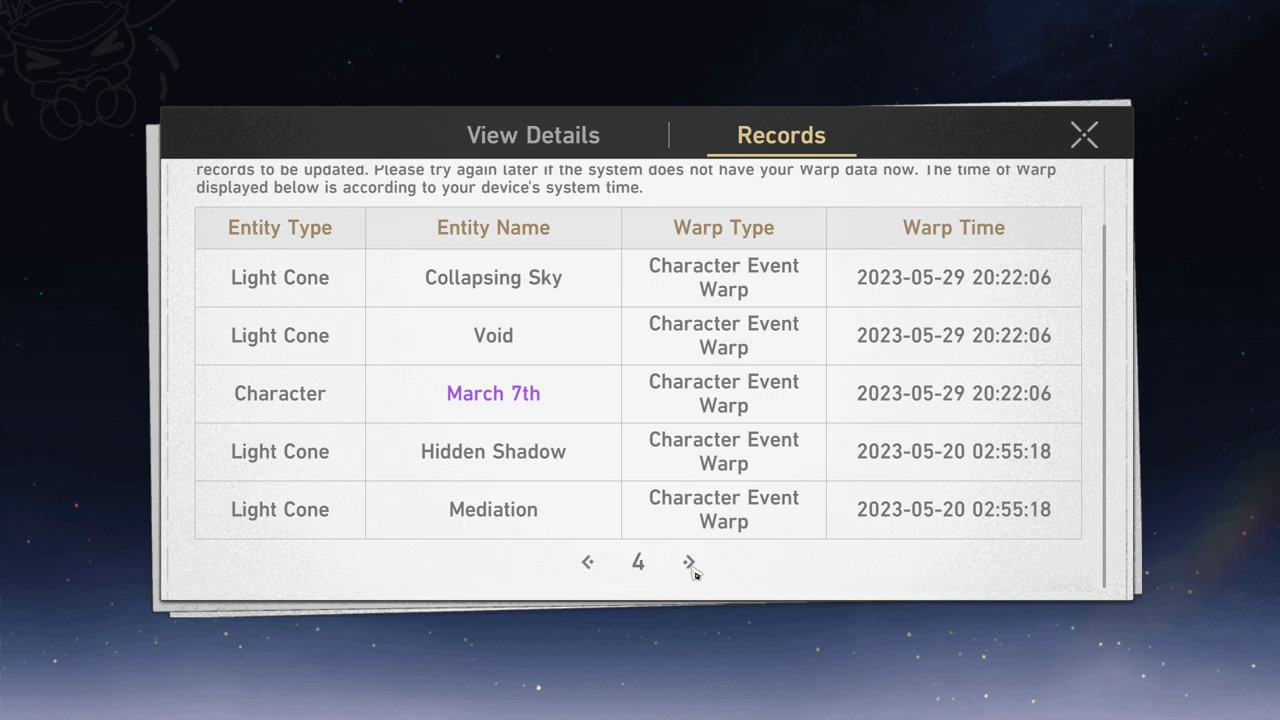 View Details
Records
records to be updated. Please try again later if the system does not have your Warp data now. The time of Warp
displayed below is according to your device's system time.
Entity Type Entity Name Warp Type Warp Time
Light Cone Collapsing Sky Character Event Warp 2023-05-29 20:22:06
Light Cone Void Character Event Warp 2023-05-29 20:22:06
Character March 7th Character Event Warp 2023-05-29 20:22:06
Light Cone Hidden Shadow Character Event Warp 2023-05-20 02:55:18
Light Cone Mediation Character Event Warp 2023-05-20 02:55:18
4